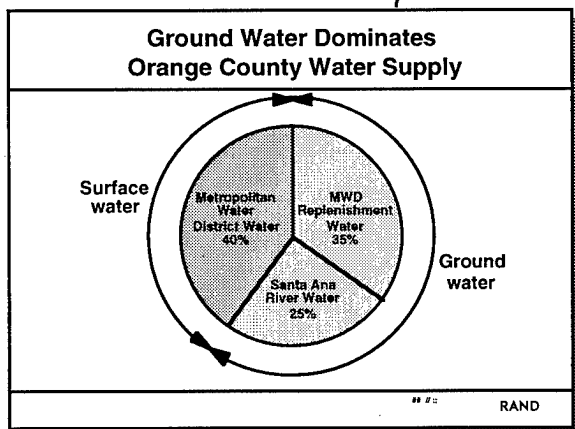 Ground Water Dominates
Orange County Water Supply
Surface
water
Metropolitan
Water
District Water
40%
MWD
Replenishment
Water
35%
Santa Ana
River Water
25%
Ground
water
RAND